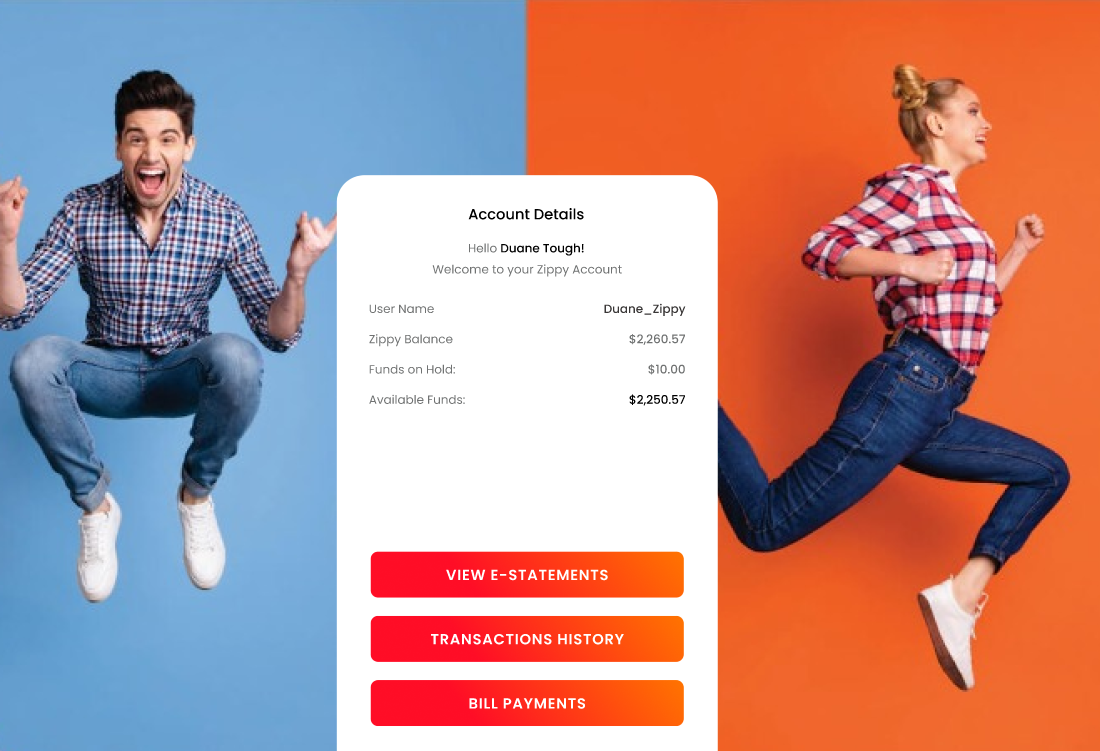 Account Details
Hello Duane Tough!
Welcome to your Zippy Account
User Name Duane_Zippy
Zippy Balance $2,260.57
Funds on Hold: $10.00
Available Funds: $2,250.57
VIEW E-STATEMENTS
TRANSACTIONS HISTORY
BILL PAYMENTS